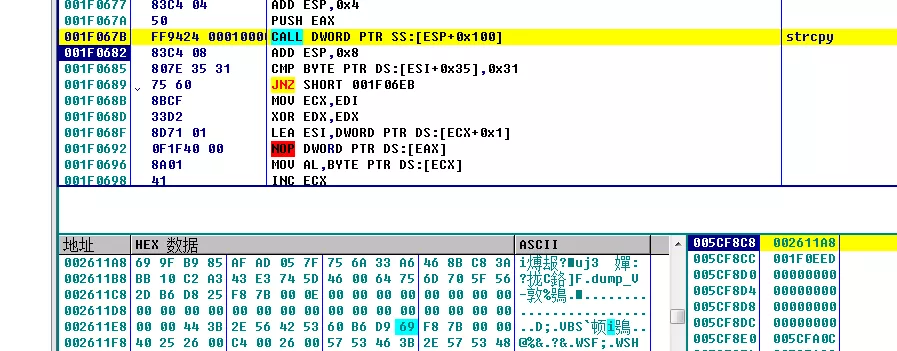 001F0677 83C4 04 ADD ESP,0x4
001F067A 50 PUSH EAX
001F067B FF9424 00010000 CALL DWORD PTR SS:[ESP+0x100] strcpy
001F0682 83C4 08 ADD ESP,0x8
001F0685 807E 35 31 CMP BYTE PTR DS:[ESI+0x35],0x31
001F0689 75 60 JNZ SHORT 001F06EB
001F068B 8BCF MOV ECX,EDI
001F068D 33D2 XOR EDX,EDX
001F068F 8D71 01 LEA ESI,DWORD PTR DS:[ECX+0x1]
001F0692 0F1F40 00 NOP DWORD PTR DS:[EAX]
001F0696 8A01 MOV AL,BYTE PTR DS:[ECX]
001F0698 41 INC ECX
地址 HEX 数据 ASCII
002611A8 69 9F B9 85 AF AD 05 7F 75 6A 33 A6 46 8B C8 3A
002611B8 BB 10 C2 A3 43 E3 74 5D 46 00 64 75 6D 70 5F 56 ]F.dump_V
002611C8 2D B6 D8 25 F8 7B 00 0E 00 00 00 00 00 00 00 00
002611D8 00 00 00 00 00 00 00 00 00 00 00 00 00 00 00 00 ................
002611E8 00 00 44 3B 2E 56 42 53 60 B6 D9 69 F8 7B 00 00 ..D;.VBS`顿i鴞..
002611F8 40 25 26 00 C4 00 26 00 57 53 46 3B 2E 57 53 48 @%&.?&.WSF;.WSH
005CF8C8 002611A8
005CF8CC 001F0EED
005CF8D0 00000000
005CF8D4 00000000
005CF8D8 00000000
005CF8DC 00000000
005CF8E0 005CFA0C